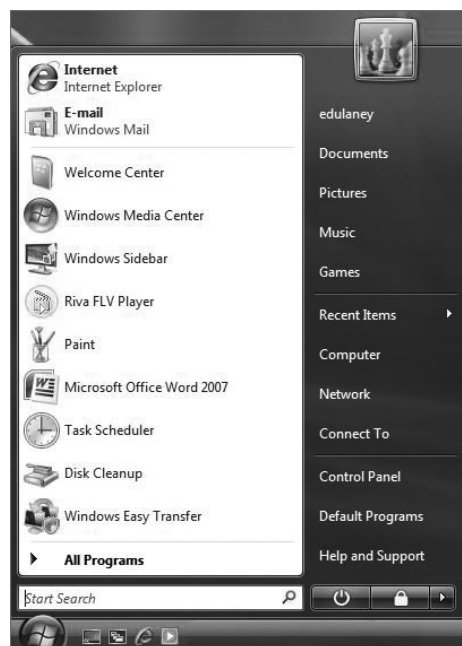 Internet
Internet Explorer
E-mail
Windows Mail
Welcome Center
Windows Media Center
Windows Sidebar
Riva FLV Player
Paint
Microsoft Office Word 2007
Task Scheduler
Disk Cleanup
Windows Easy Transfer
All Programs
Start Search
edulaney
Documents
Pictures
Music
Games
Recent Items
Computer
Network
Connect To
Control Panel
Default Programs
Help and Support